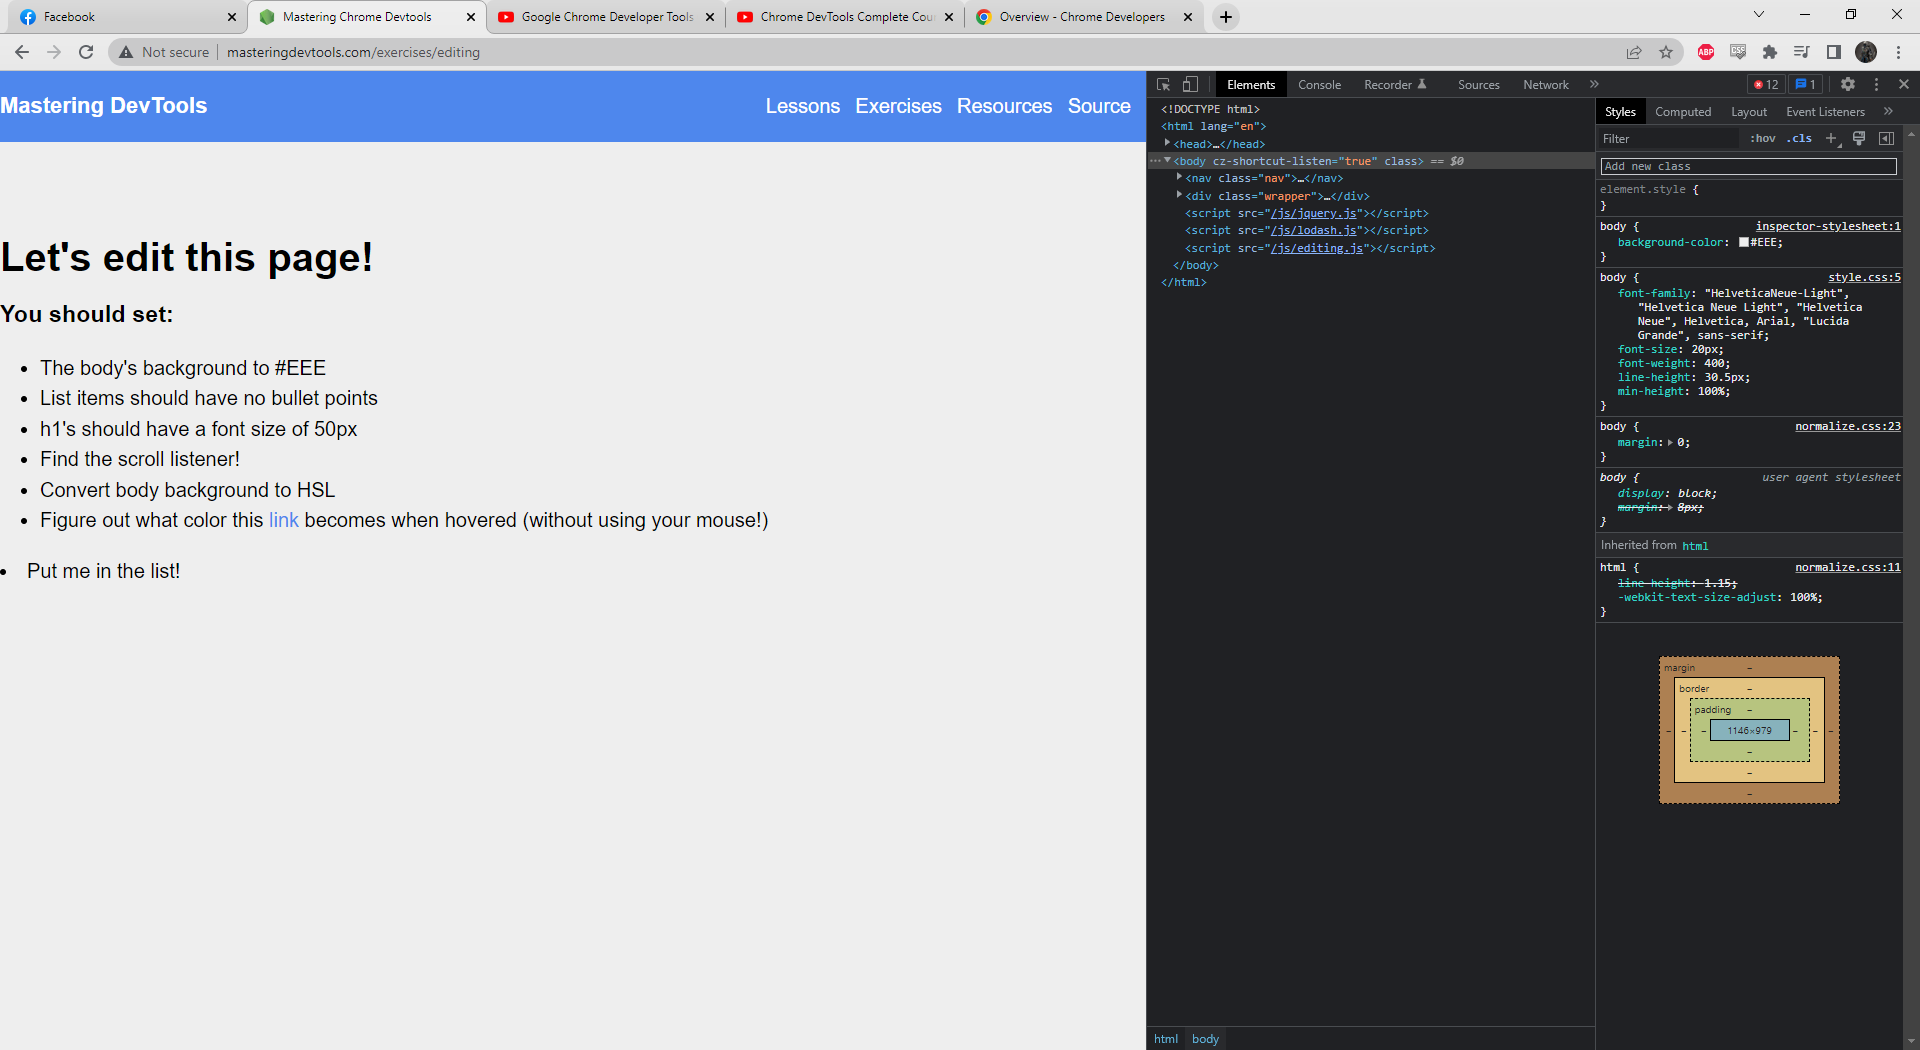 Facebook
Mastering Chrome Devtools
Google Chrome Developer Tools
Chrome DevTools Complete Cou
Overview - Chrome Developers
Not secure
masteringdevtools.com/exercises/editing
ABP
CSS
Mastering DevTools
Lessons Exercises Resources Source
Let's edit this page!
You should set:
The body's background to #EEE
List items should have no bullet points
h1's should have a font size of 50px
Find the scroll listener!
Convert body background to HSL
Figure out what color this link becomes when hovered (without using your mouse!)
Put me in the list!
Elements Console Recorder Sources Network » 12 1
<!DOCTYPE html>
<html lang="en">
<head>…</head>
<body cz-shortcut-listen="true" class> == $0
<nav class="nav">…</nav>
<div class="wrapper">…</div>
<script src="/js/jquery.js"></script>
<script src="/js/lodash.js"></script>
<script src="/js/editing.js"></script>
</body>
</html>
html body
Styles Computed Layout Event Listeners »
Filter :hov .cls +
Add new class
element.style {
}
body { inspector-stylesheet:1
background-color: #EEE;
}
body { style.css:5
font-family: "HelveticaNeue-Light",
"Helvetica Neue Light", "Helvetica
Neue", Helvetica, Arial, "Lucida
Grande", sans-serif;
font-size: 20px;
font-weight: 400;
line-height: 30.5px;
min-height: 100%;
}
body { normalize.css:23
margin: 0;
}
body { user agent stylesheet
display: block;
margin: 8px;
}
Inherited from html
html { normalize.css:11
line-height: 1.15;
-webkit-text-size-adjust: 100%;
}
margin –
border –
padding –
– – – 1146×979 – – –
–
–
–